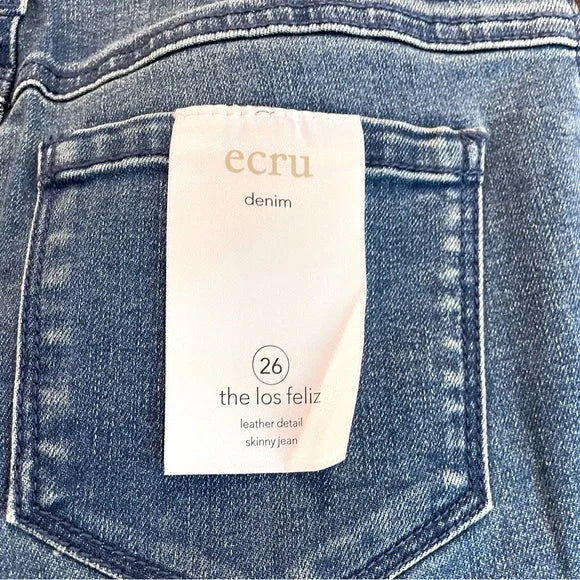 ecru
denim
26
the los feliz
leather detail
skinny jean